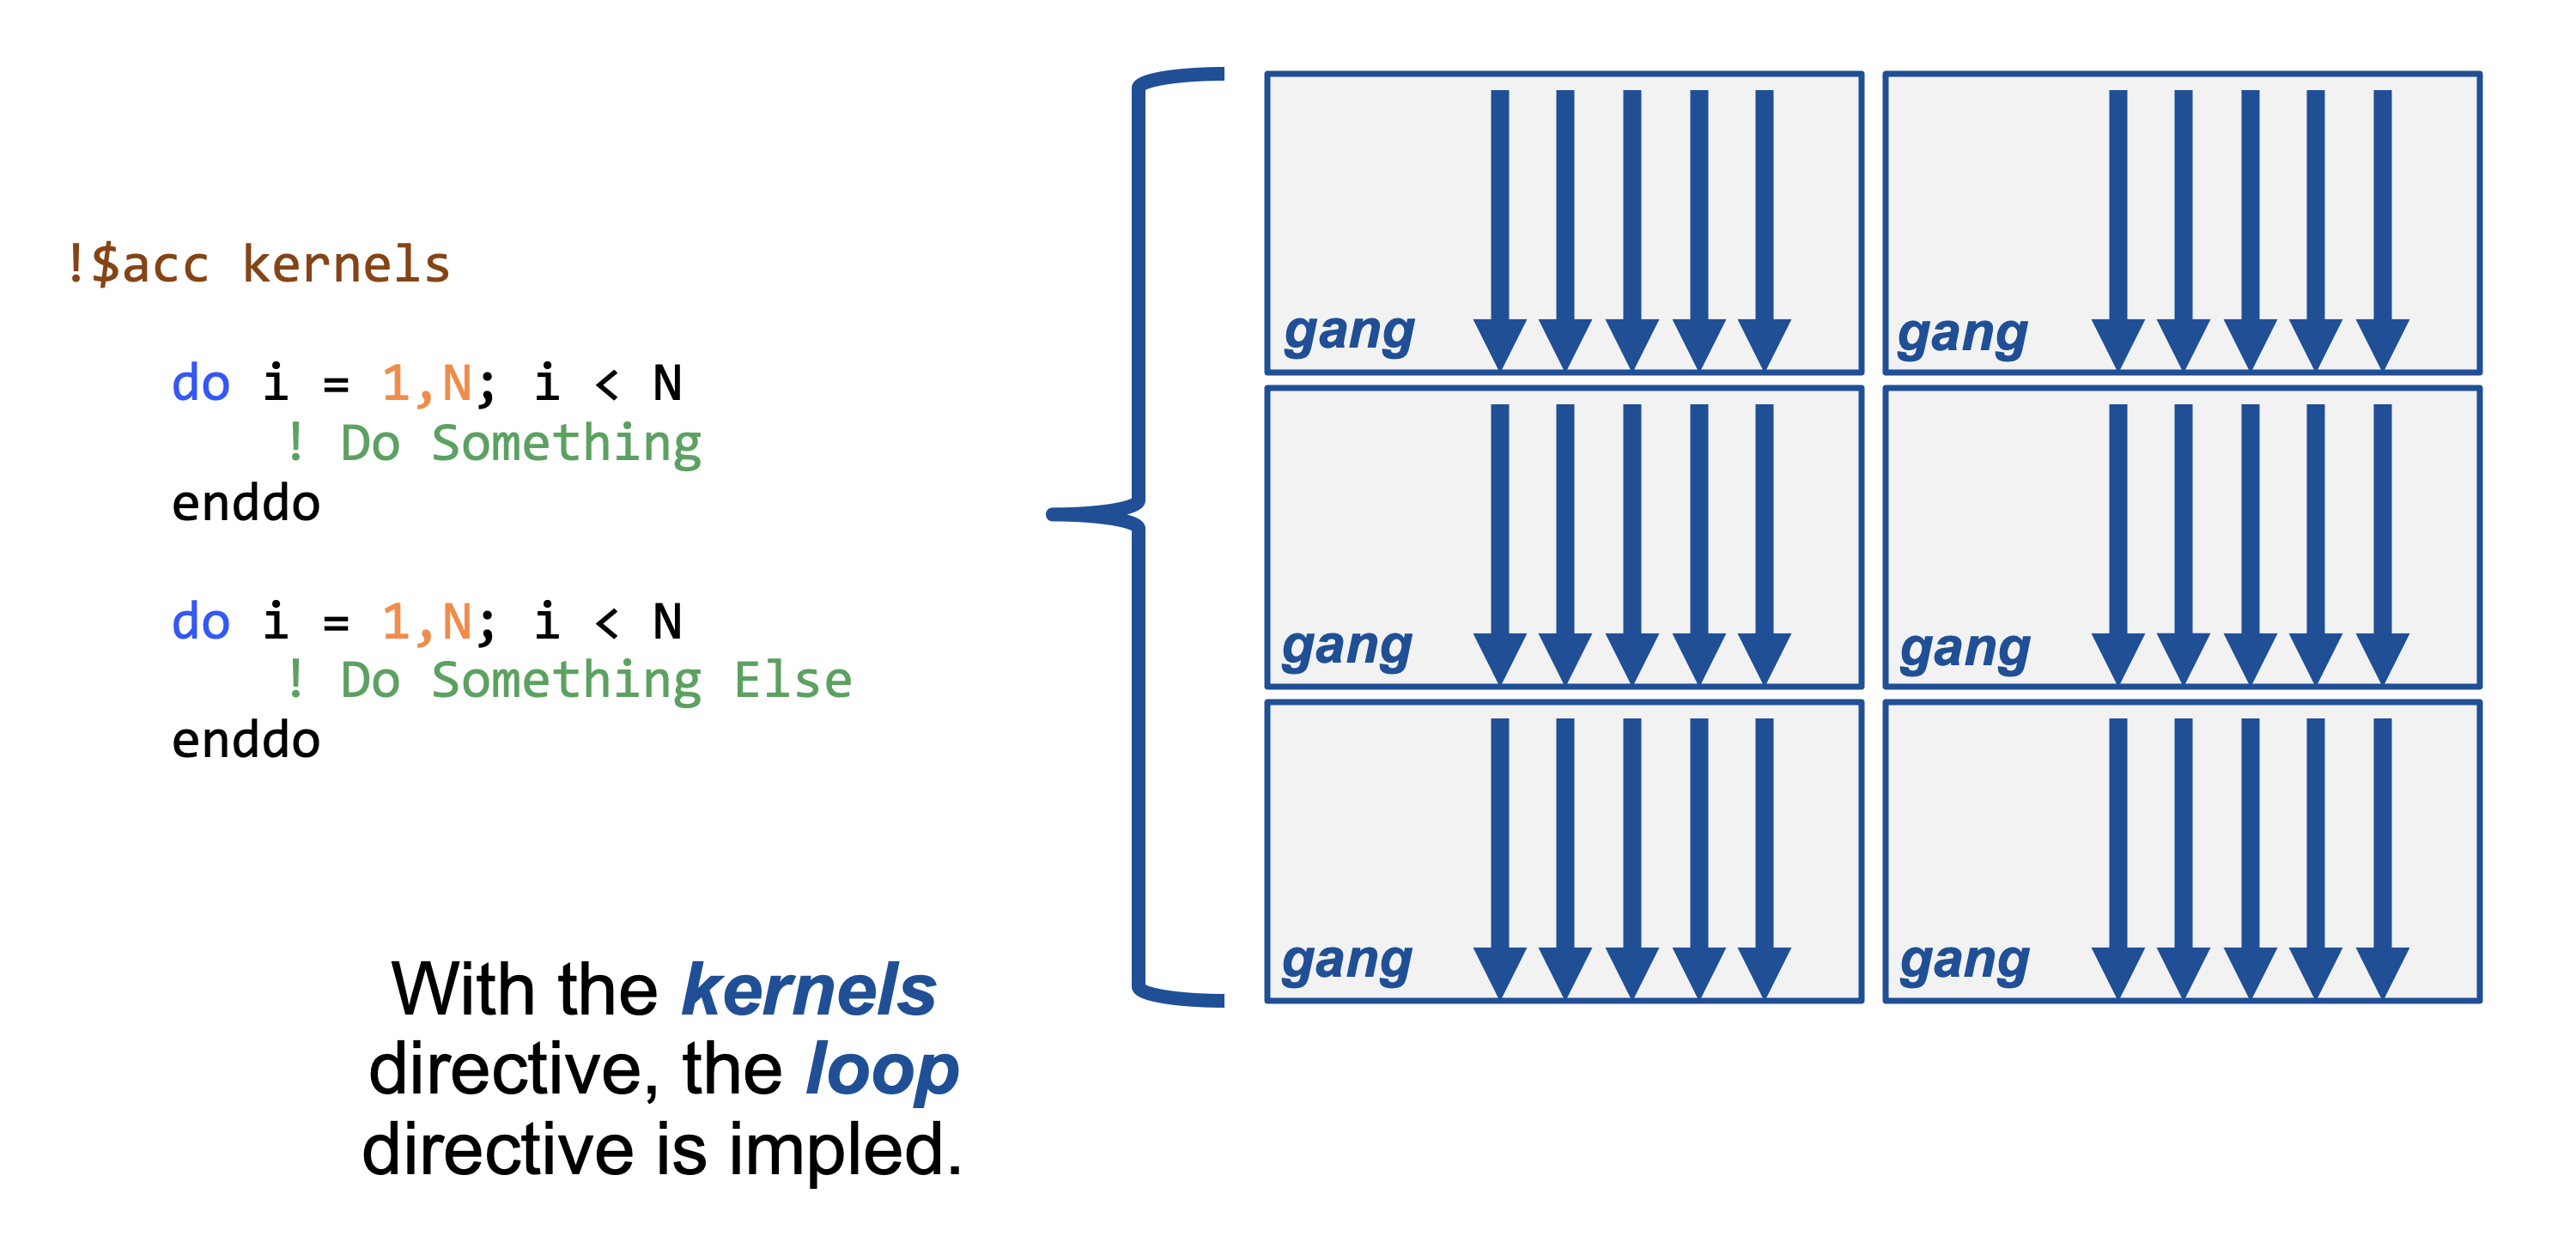 !$acc kernels
do i = 1,N; i < N
! Do Something
enddo
do i = 1,N; i < N
! Do Something Else
enddo
With the kernels
directive, the loop
directive is impled.
gang
gang
gang
gang
gang
gang